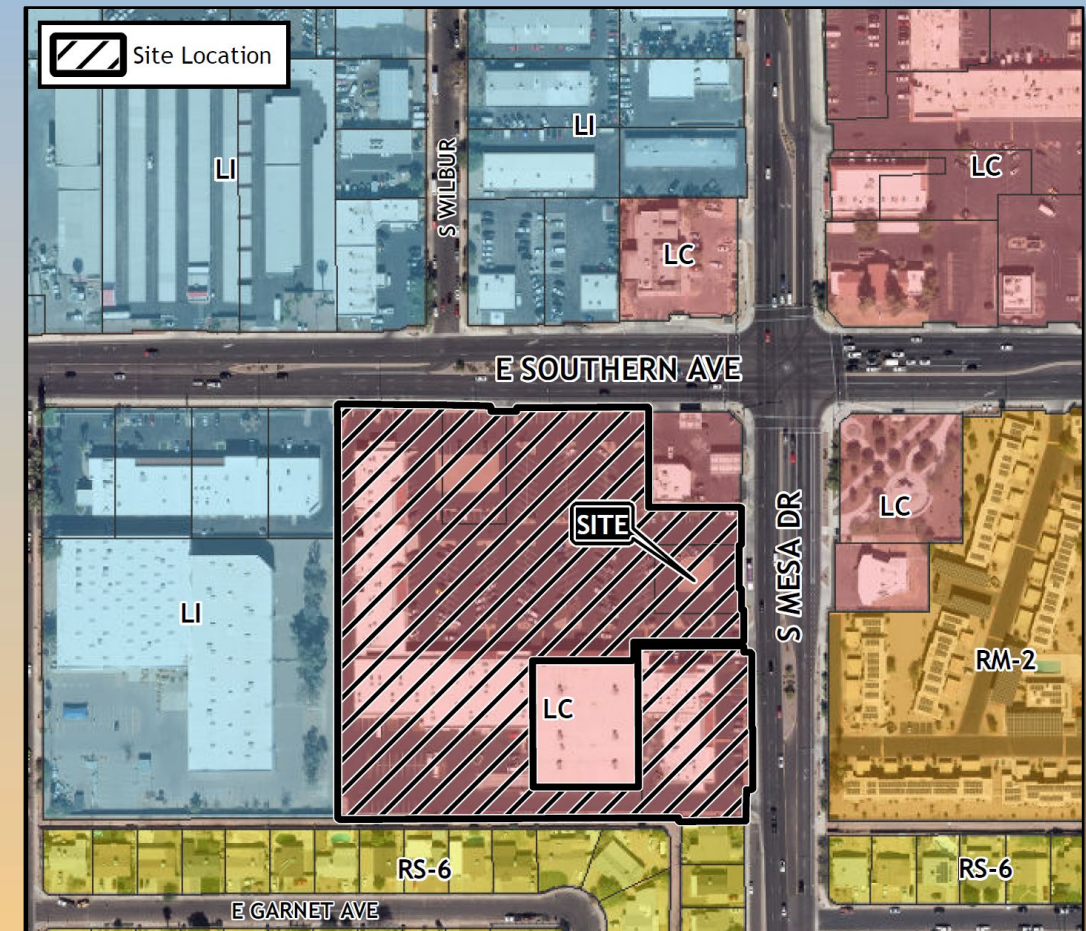 Site Location
LI
S WILBUR
LI
LC
LC
E SOUTHERN AVE
SITE
LC
S MESA DR
LI
LC
RM-2
RS-6
RS-6
E GARNET AVE